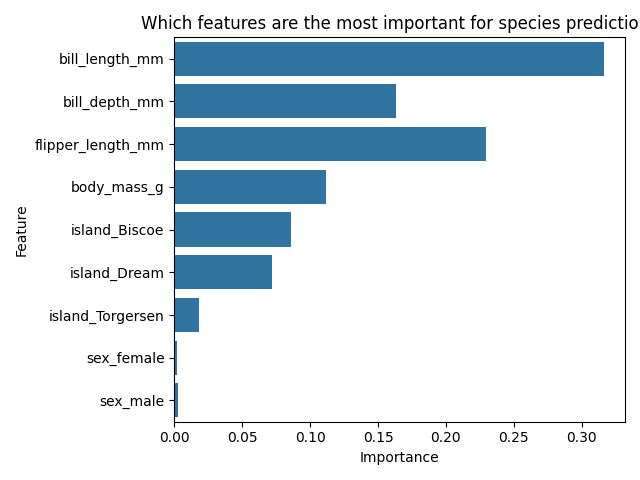 Which features are the most important for species predictio
bill_length_mm
bill_depth_mm
flipper_length_mm
body_mass_g
island_Biscoe
island_Dream
island_Torgersen
sex_female
sex_male
Feature
0.00 0.05 0.10 0.15 0.20 0.25 0.30
Importance